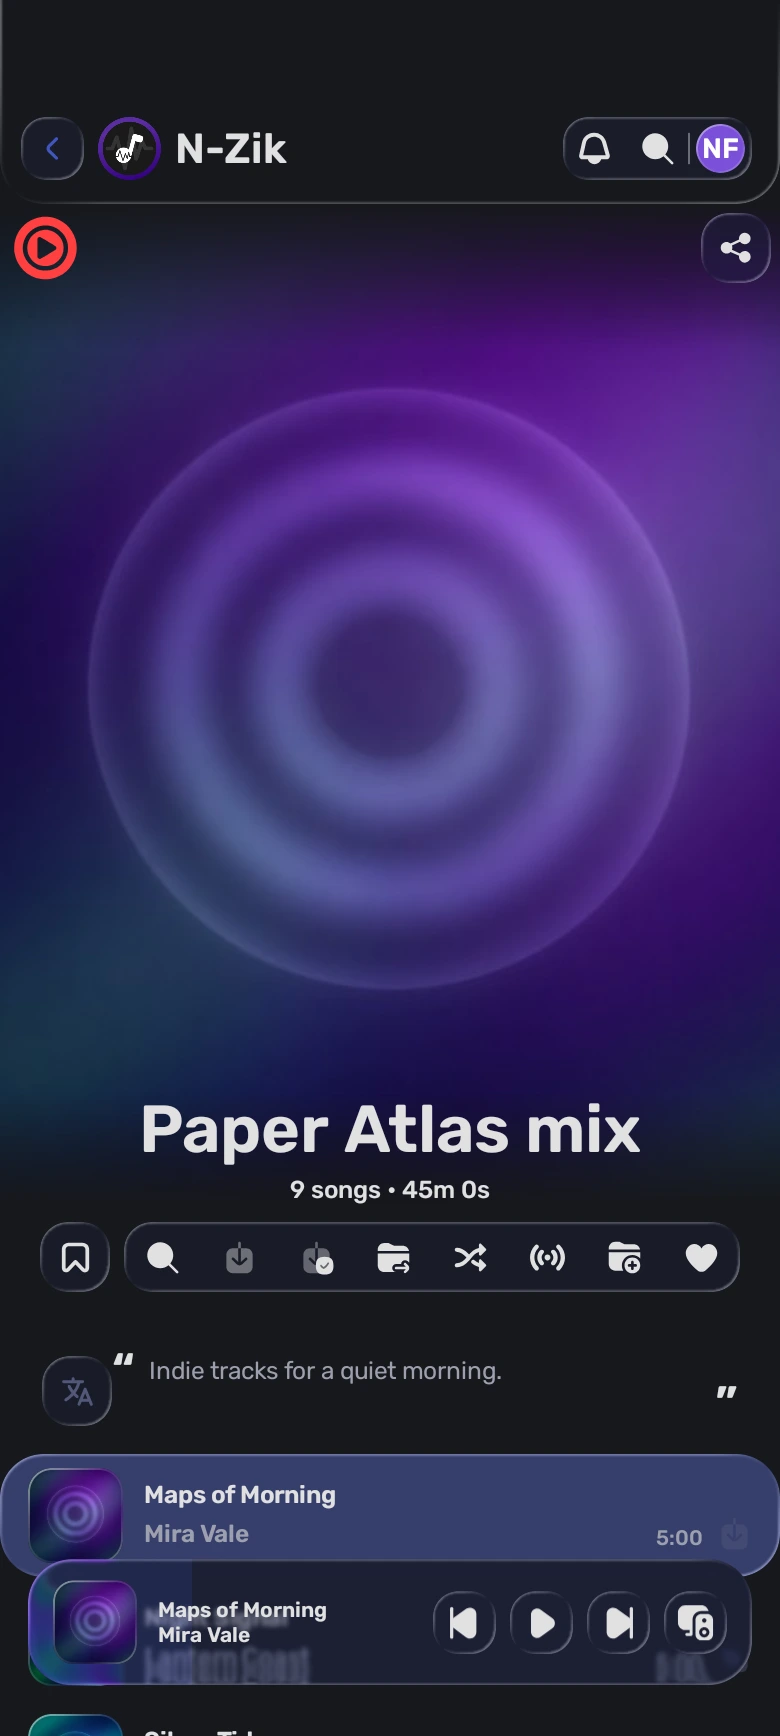 N-Zik
NF
Paper Atlas mix
9 songs • 45m 0s
“ Indie tracks for a quiet morning. ”
Maps of Morning
Mira Vale
5:00
Maps of Morning
Mira Vale